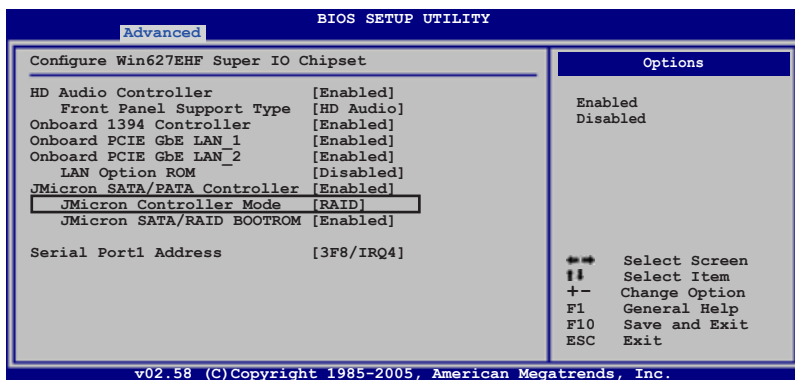 BIOS SETUP UTILITY
Advanced
Configure Win627EHF Super IO Chipset
HD Audio Controller [Enabled]
Front Panel Support Type [HD Audio]
Onboard 1394 Controller [Enabled]
Onboard PCIE GbE LAN_1 [Enabled]
Onboard PCIE GbE LAN_2 [Enabled]
LAN Option ROM [Disabled]
JMicron SATA/PATA Controller [Enabled]
JMicron Controller Mode [RAID]
JMicron SATA/RAID BOOTROM [Enabled]
Serial Port1 Address [3F8/IRQ4]
Options
Enabled
Disabled
Select Screen
Select Item
+- Change Option
F1 General Help
F10 Save and Exit
ESC Exit
v02.58 (C)Copyright 1985-2005, American Megatrends, Inc.